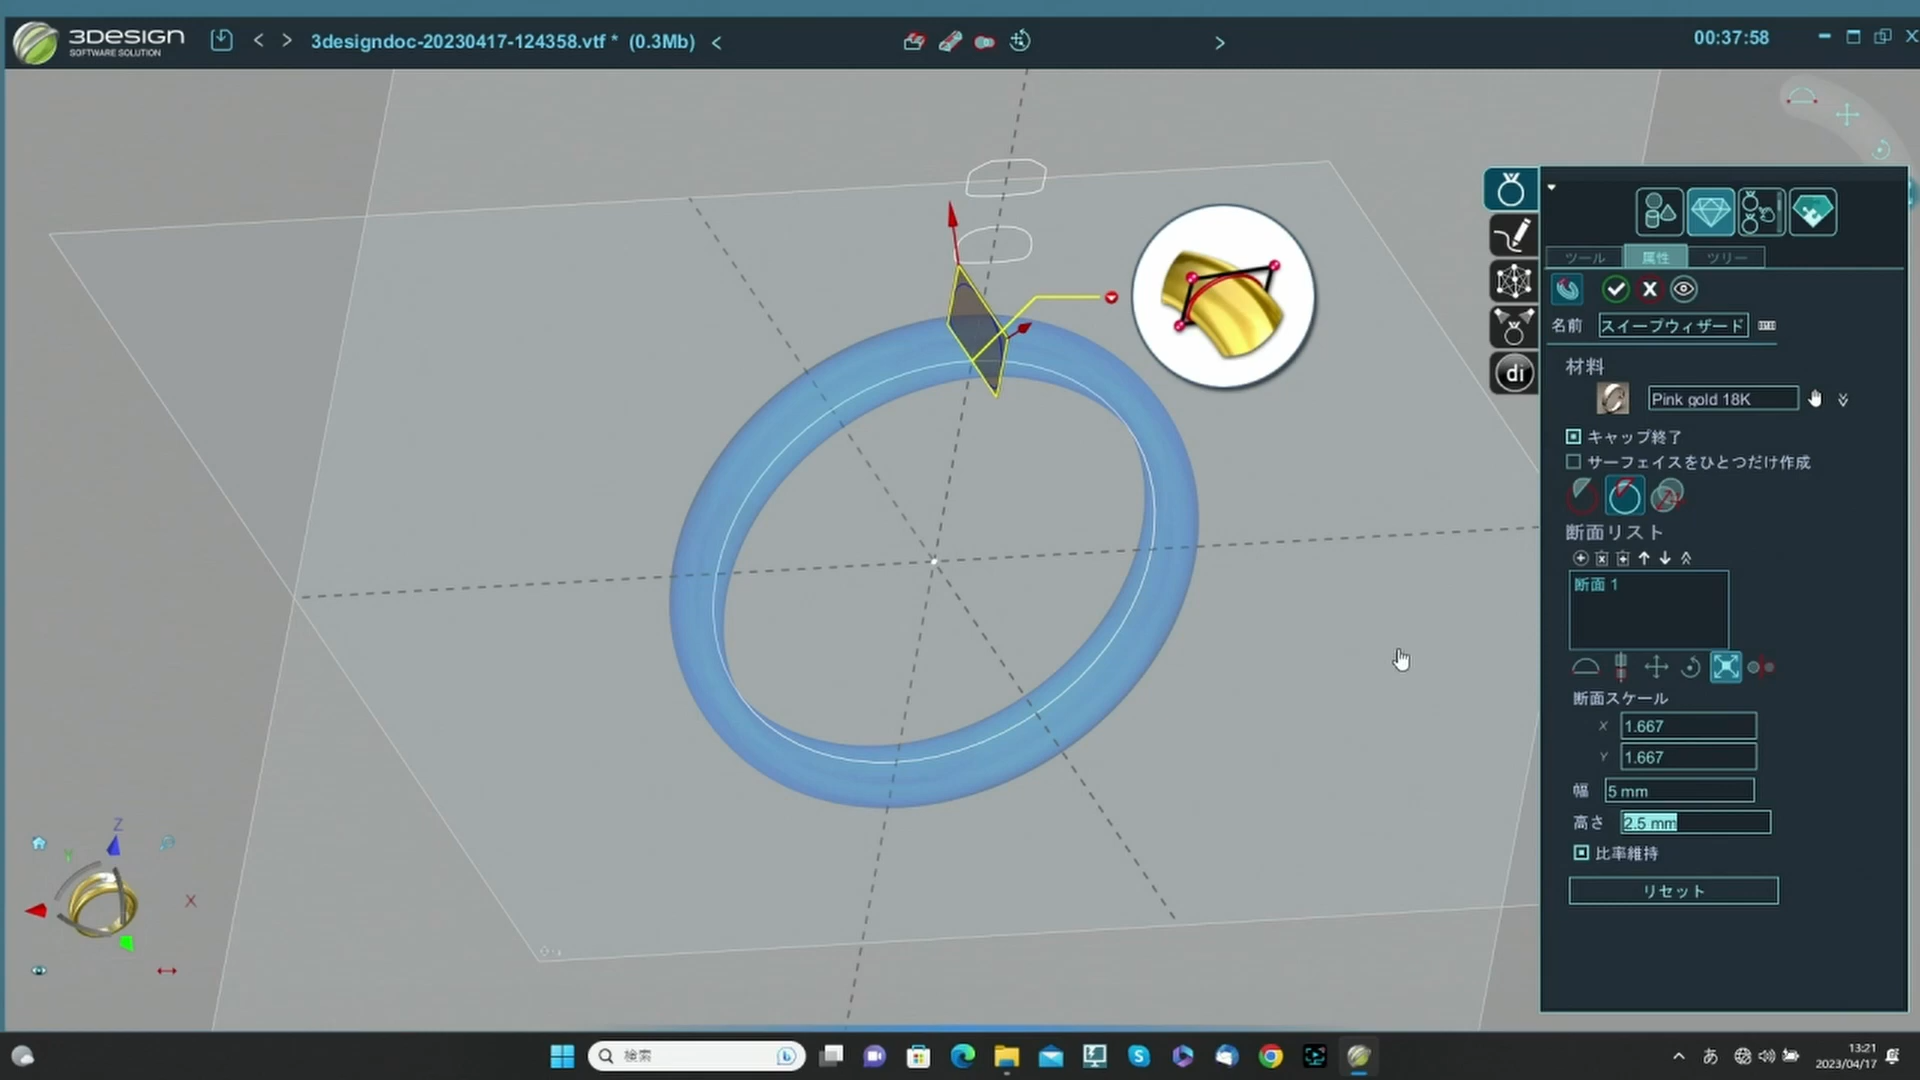 3DESIGN
SOFTWARE SOLUTION
3designdoc-20230417-124358.vtf * (0.3Mb)
00:37:58
ツール
属性
ツリー
名前
スイープウィザード
材料
Pink gold 18K
キャップ終了
サーフェイスをひとつだけ作成
断面リスト
断面 1
断面スケール
X
1.667
Y
1.667
幅
5 mm
高さ
2.5 mm
比率維持
リセット
di
Z
Y
X
検索
あ
13:21
2023/04/17